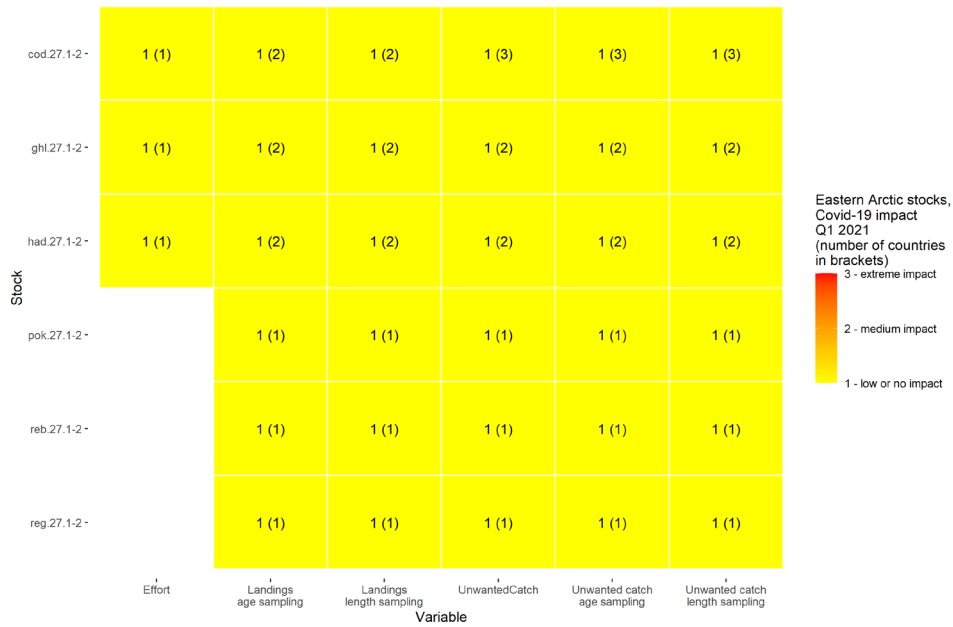 cod.27.1-2
1 (1) 1 (2) 1 (2) 1 (3) 1 (3) 1 (3)
ghl.27.1-2
1 (1) 1 (2) 1 (2) 1 (2) 1 (2) 1 (2)
had.27.1-2
1 (1) 1 (2) 1 (2) 1 (2) 1 (2) 1 (2)
pok.27.1-2
1 (1) 1 (1) 1 (1) 1 (1) 1 (1)
reb.27.1-2
1 (1) 1 (1) 1 (1) 1 (1) 1 (1)
reg.27.1-2
1 (1) 1 (1) 1 (1) 1 (1) 1 (1)
Stock
Effort
Landings
age sampling
Landings
length sampling
UnwantedCatch
Unwanted catch
age sampling
Unwanted catch
length sampling
Variable
Eastern Arctic stocks,
Covid-19 impact
Q1 2021
(number of countries
in brackets)
3 - extreme impact
2 - medium impact
1 - low or no impact